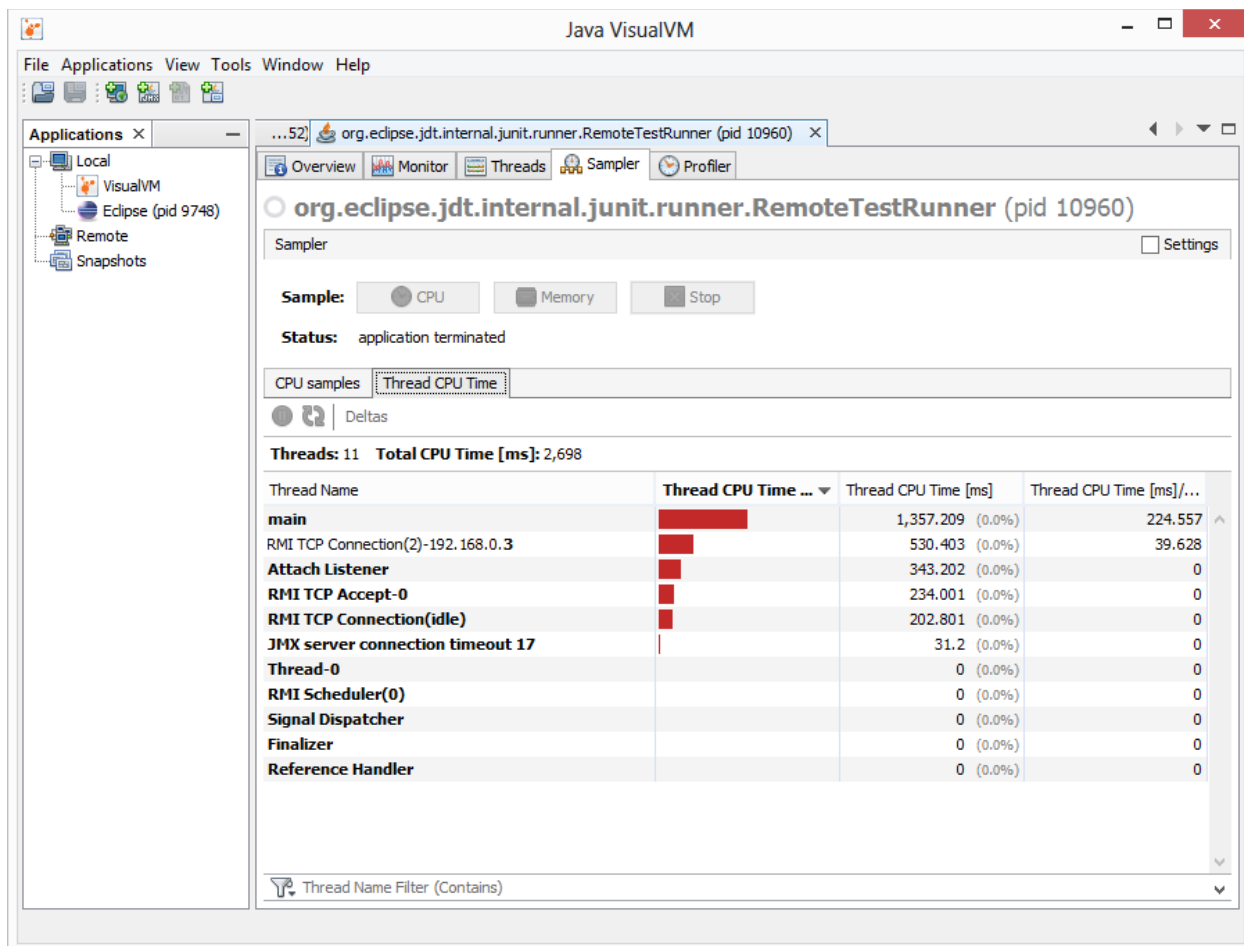 Java VisualVM
File Applications View Tools Window Help
Applications
...52) org.eclipse.jdt.internal.junit.runner.RemoteTestRunner (pid 10960)
Local
VisualVM
Eclipse (pid 9748)
Remote
Snapshots
Overview Monitor Threads Sampler Profiler
org.eclipse.jdt.internal.junit.runner.RemoteTestRunner (pid 10960)
Sampler Settings
Sample: CPU Memory Stop
Status: application terminated
CPU samples Thread CPU Time
Deltas
Threads: 11 Total CPU Time [ms]: 2,698
Thread Name Thread CPU Time ... Thread CPU Time [ms] Thread CPU Time [ms]/...
main 1,357.209 (0.0%) 224.557
RMI TCP Connection(2)-192.168.0.3 530.403 (0.0%) 39.628
Attach Listener 343.202 (0.0%) 0
RMI TCP Accept-0 234.001 (0.0%) 0
RMI TCP Connection(idle) 202.801 (0.0%) 0
JMX server connection timeout 17 31.2 (0.0%) 0
Thread-0 0 (0.0%) 0
RMI Scheduler(0) 0 (0.0%) 0
Signal Dispatcher 0 (0.0%) 0
Finalizer 0 (0.0%) 0
Reference Handler 0 (0.0%) 0
Thread Name Filter (Contains)